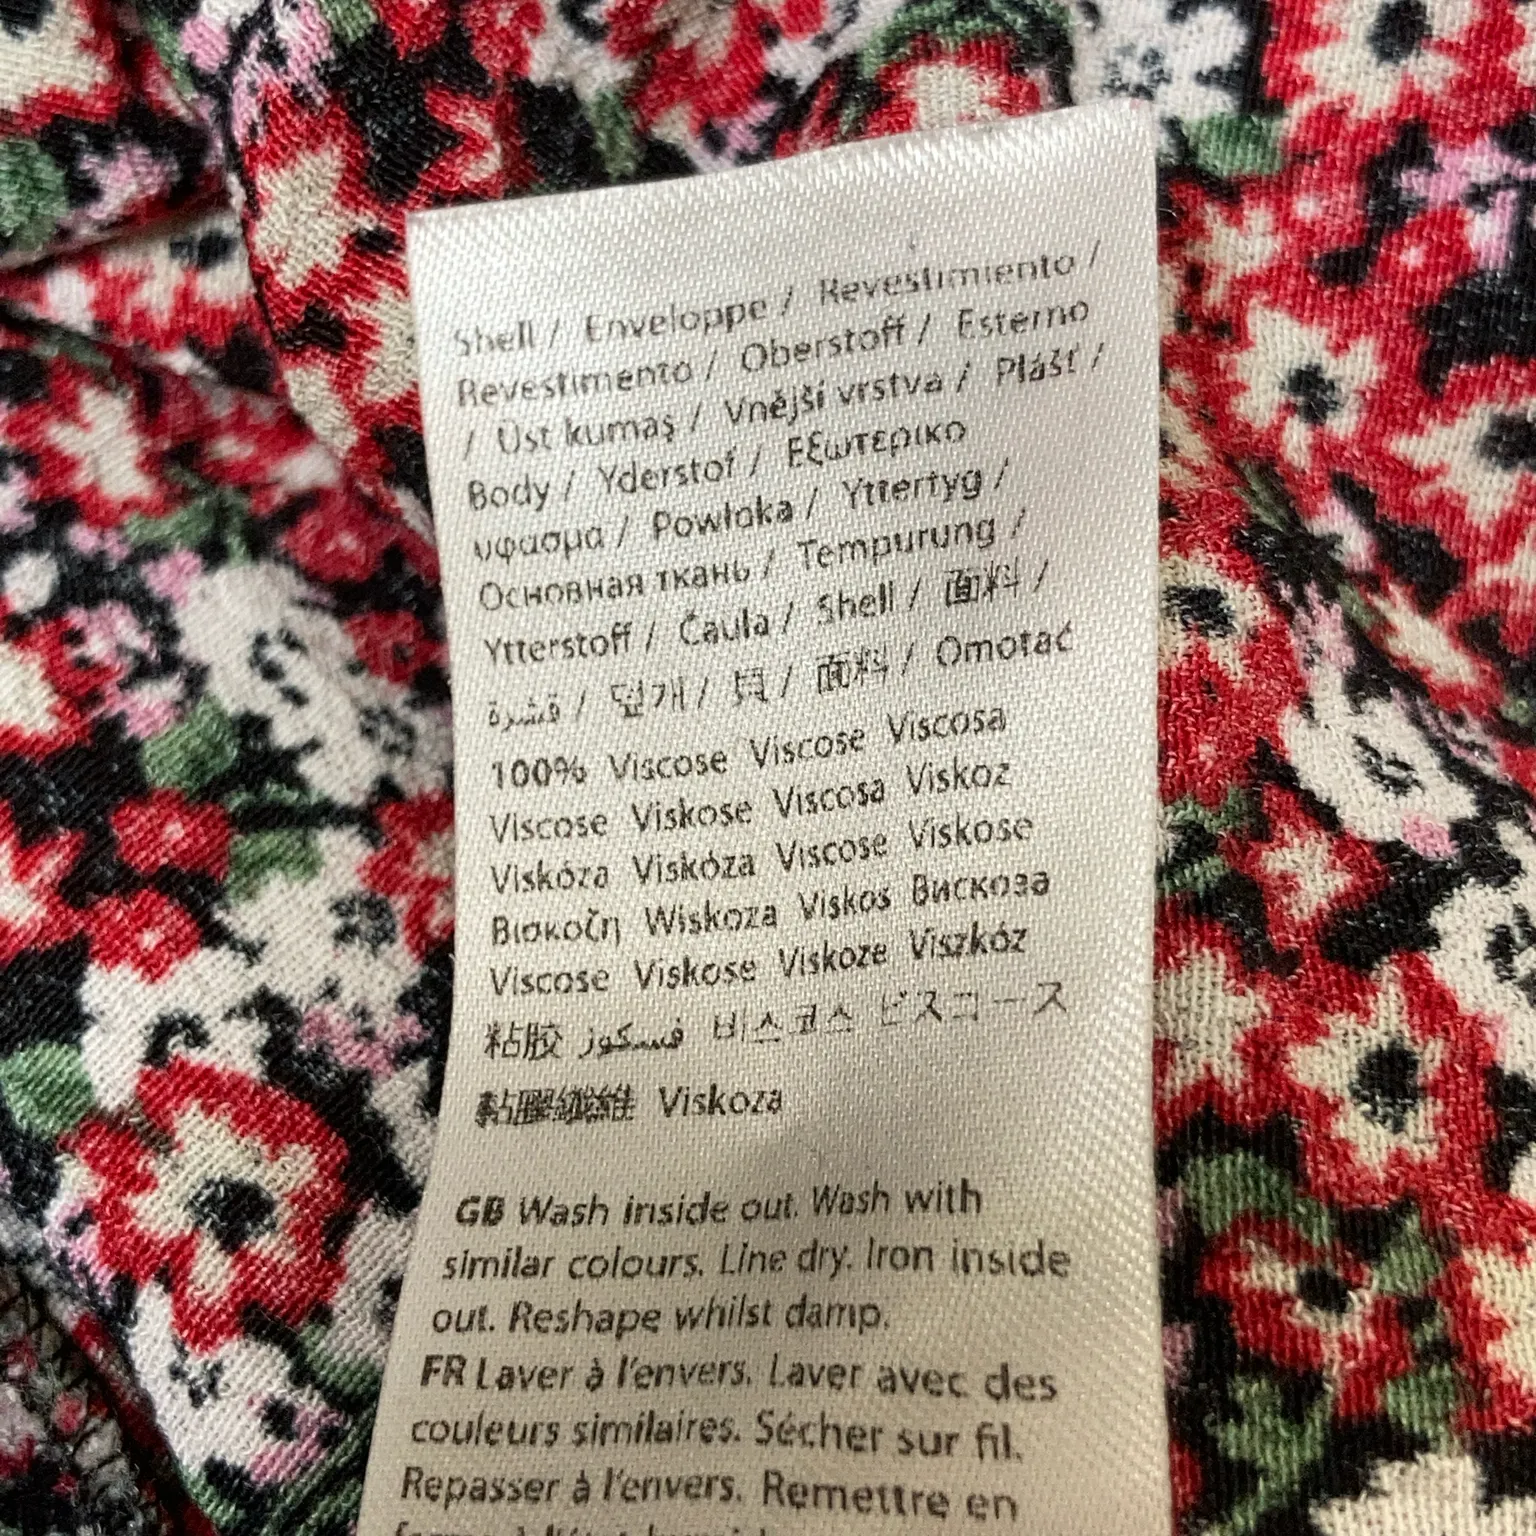 Shell / Enveloppe / Revestimiento /
Revestimento / Oberstoff / Esterno
/ Üst kumaş / Vnější vrstva / Plášť /
Body / Yderstof / Εξωτερικο
υφασμα / Powłoka / Yttertyg /
Основная ткань / Tempurung /
Ytterstoff / Čaula / Shell / 面料 /
قشرة / 덮개 / 貝 / 面料 / Omotač
100% Viscose Viscose Viscosa
Viscose Viskose Viscosa Viskoz
Viskóza Viskóza Viscose Viskose
Βισκοζη Wiskoza Viskos Вискоза
Viscose Viskose Viskoze Viszkóz
粘胶 فسكوز 비스코스 ビスコース
黏膠纖維 Viskoza
GB Wash inside out. Wash with
similar colours. Line dry. Iron inside
out. Reshape whilst damp.
FR Laver à l'envers. Laver avec des
couleurs similaires. Sécher sur fil.
Repasser à l'envers. Remettre en